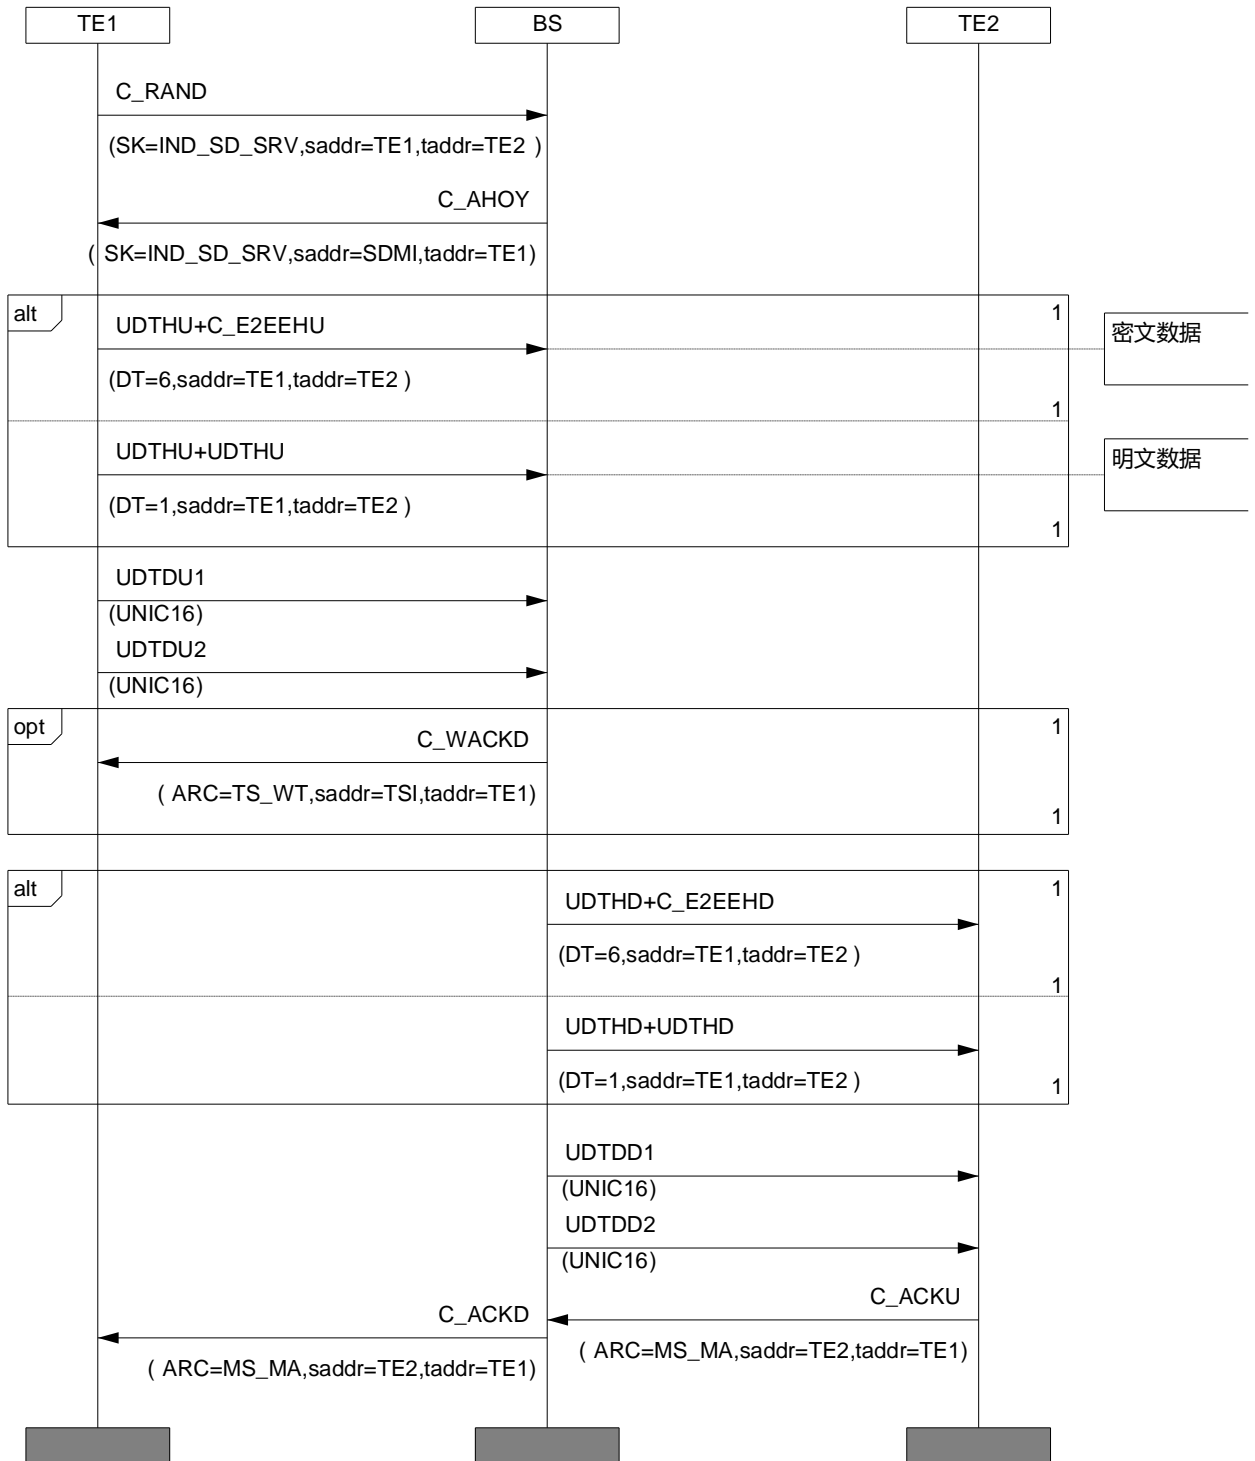 TE1
BS
TE2
C_RAND
(SK=IND_SD_SRV,saddr=TE1,taddr=TE2 )
C_AHOY
( SK=IND_SD_SRV,saddr=SDMI,taddr=TE1)
alt
1
UDTHU+C_E2EEHU
密文数据
(DT=6,saddr=TE1,taddr=TE2 )
1
UDTHU+UDTHU
明文数据
(DT=1,saddr=TE1,taddr=TE2 )
1
UDTDU1
(UNIC16)
UDTDU2
(UNIC16)
opt
1
C_WACKD
( ARC=TS_WT,saddr=TSI,taddr=TE1)
1
alt
1
UDTHD+C_E2EEHD
(DT=6,saddr=TE1,taddr=TE2 )
1
UDTHD+UDTHD
(DT=1,saddr=TE1,taddr=TE2 )
1
UDTDD1
(UNIC16)
UDTDD2
(UNIC16)
C_ACKU
C_ACKD
( ARC=MS_MA,saddr=TE2,taddr=TE1)
( ARC=MS_MA,saddr=TE2,taddr=TE1)